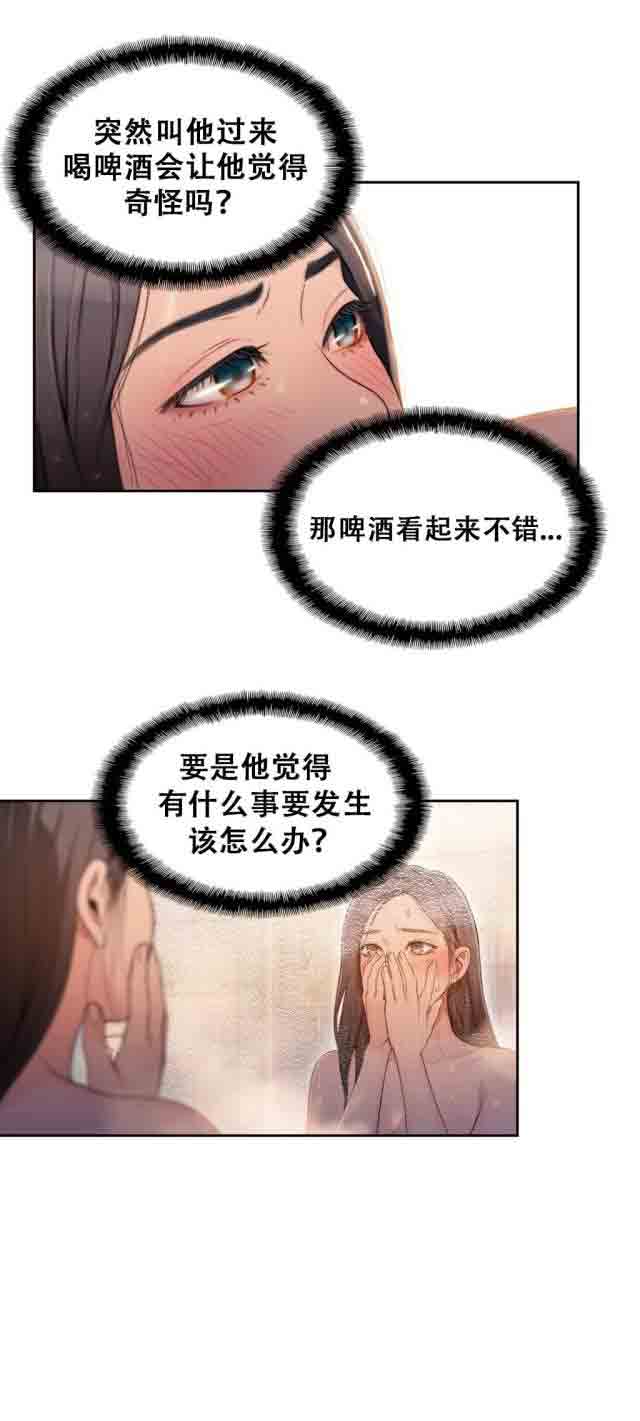 突然叫他过来
喝啤酒会让他觉得
奇怪吗?
那啤酒看起来不错...
要是他觉得
有什么事要发生
该怎么办?